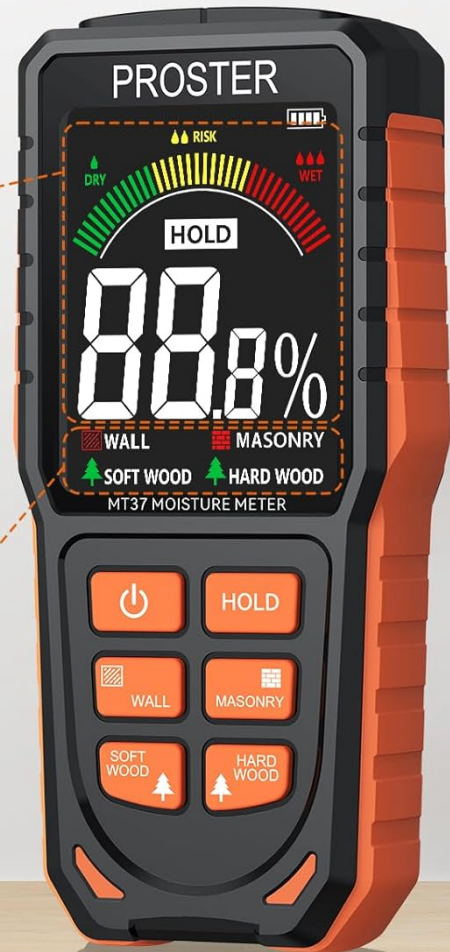 PROSTER
RISK
DRY
WET
HOLD
88.8%
WALL MASONRY
SOFT WOOD HARD WOOD
MT37 MOISTURE METER
HOLD
WALL
MASONRY
SOFT
WOOD
HARD
WOOD